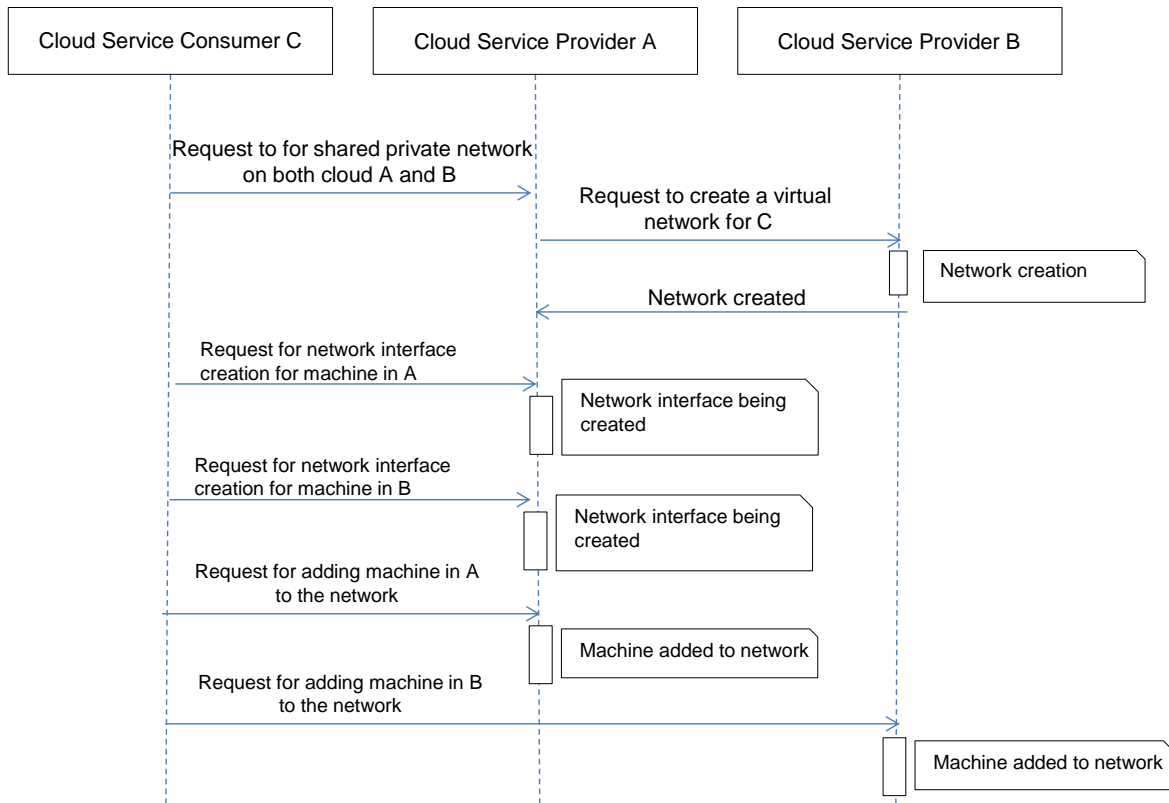 Cloud Service Consumer C
Cloud Service Provider A
Cloud Service Provider B
Request to for shared private network
on both cloud A and B
Request to create a virtual
network for C
Network creation
Network created
Request for network interface
creation for machine in A
Network interface being
created
Request for network interface
creation for machine in B
Network interface being
created
Request for adding machine in A
to the network
Machine added to network
Request for adding machine in B
to the network
Machine added to network